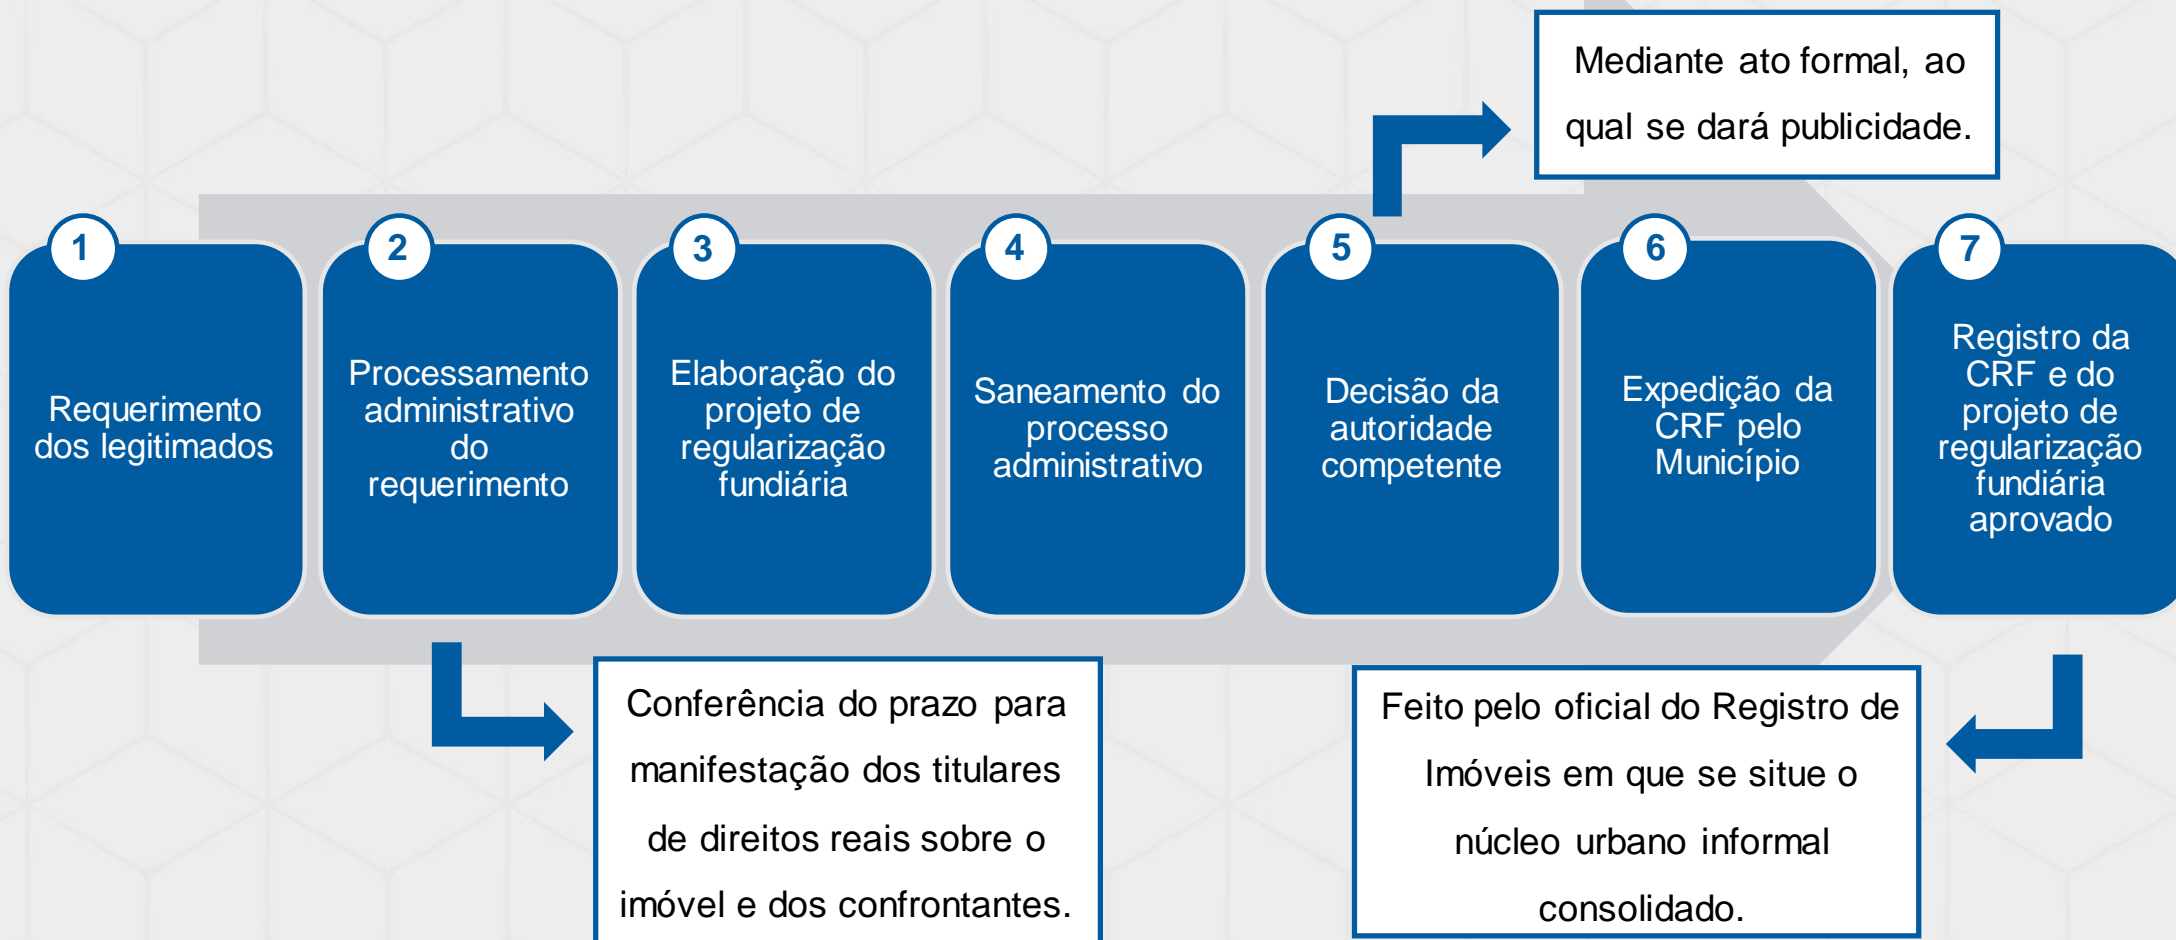 Mediante ato formal, ao
qual se dará publicidade.
1
Requerimento
dos legitimados
2
Processamento
administrativo
do
requerimento
3
Elaboração do
projeto de
regularização
fundiária
4
Saneamento do
processo
administrativo
5
Decisão da
autoridade
competente
6
Expedição da
CRF pelo
Município
7
Registro da
CRF e do
projeto de
regularização
fundiária
aprovado
Conferência do prazo para
manifestação dos titulares
de direitos reais sobre o
imóvel e dos confrontantes.
Feito pelo oficial do Registro de
Imóveis em que se situe o
núcleo urbano informal
consolidado.